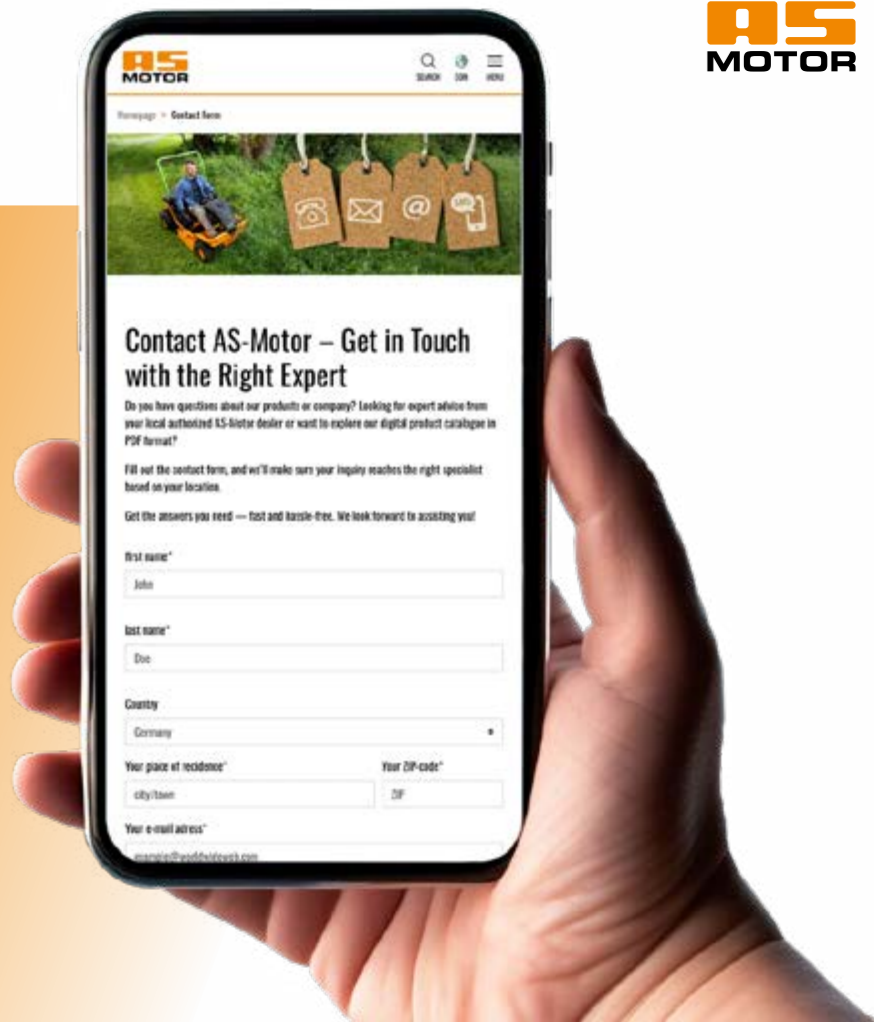 AS
MOTOR
AS
MOTOR
SEARCH
MENU
Homepage > Contact Form
@
Contact AS-Motor – Get in Touch
with the Right Expert
Do you have questions about our products or company? Looking for expert advice from
your local authorized AS-Motor dealer or want to explore our digital product catalogue in
PDF format?
Fill out the contact form, and we'll make sure your inquiry reaches the right specialist
based on your location.
Get the answers you need — fast and hassle-free. We look forward to assisting you!
first name*
John
last name*
Doe
Country
Germany
Your place of recidence*
Your ZIP-code*
city/town
ZIP
Your e-mail adress*